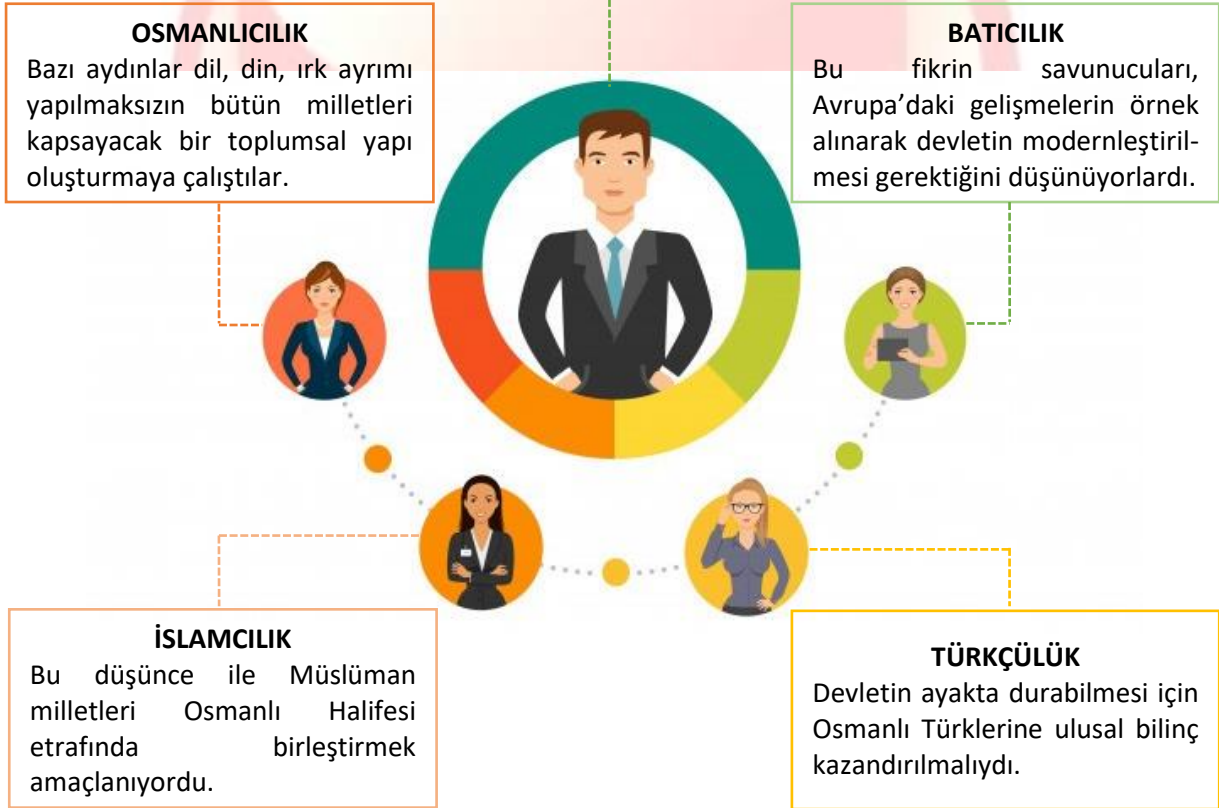 OSMANLICILIK
Bazı aydınlar dil, din, ırk ayrımı
yapılmaksızın bütün milletleri
kapsayacak bir toplumsal yapı
oluşturmaya çalıştılar.
BATICILIK
Bu fikrin savunucuları,
Avrupa’daki gelişmelerin örnek
alınarak devletin modernleştiril-
mesi gerektiğini düşünüyorlardı.
İSLAMCILIK
Bu düşünce ile Müslüman
milletleri Osmanlı Halifesi
etrafında birleştirmek
amaçlanıyordu.
TÜRKÇÜLÜK
Devletin ayakta durabilmesi için
Osmanlı Türklerine ulusal bilinç
kazandırılmalıydı.